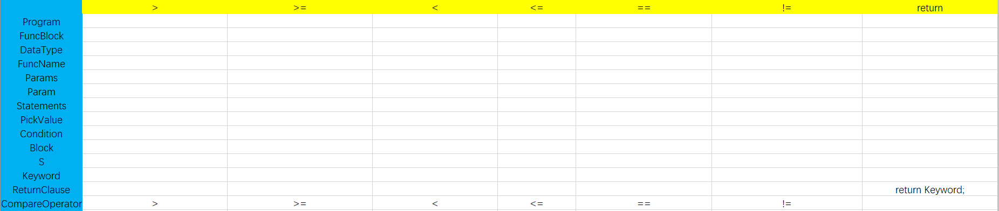 > >= < <= == != return
Program
FuncBlock
DataType
FuncName
Params
Param
Statements
PickValue
Condition
Block
S
Keyword
ReturnClause return Keyword;
CompareOperator > >= < <= == !=